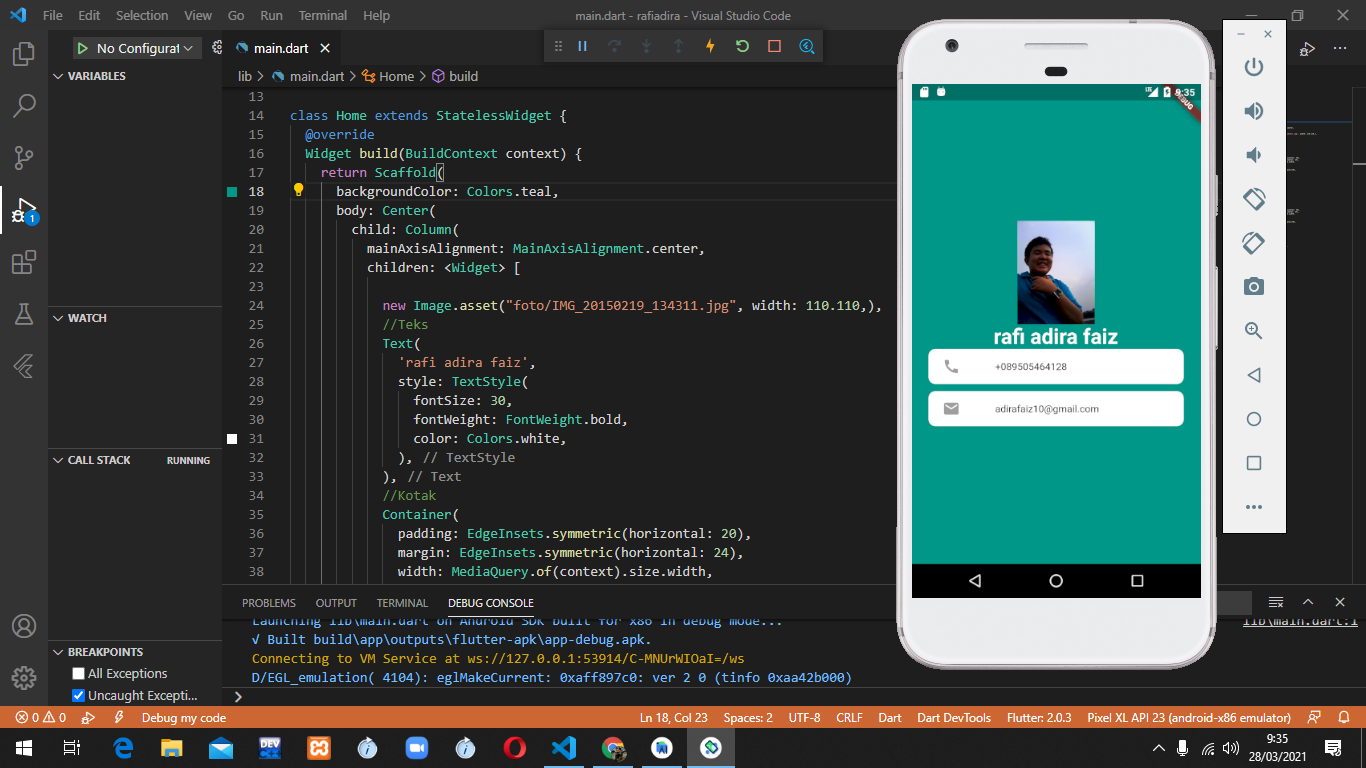 File Edit Selection View Go Run Terminal Help
main.dart - rafiadira - Visual Studio Code
No Configurat
main.dart
lib > main.dart > Home > build
VARIABLES
WATCH
CALL STACK RUNNING
BREAKPOINTS
All Exceptions
Uncaught Excepti...
1
13
14 class Home extends StatelessWidget {
15 @override
16 Widget build(BuildContext context) {
17 return Scaffold(
18 backgroundColor: Colors.teal,
19 body: Center(
20 child: Column(
21 mainAxisAlignment: MainAxisAlignment.center,
22 children: <Widget> [
23
24 new Image.asset("foto/IMG_20150219_134311.jpg", width: 110.110,),
25 //Teks
26 Text(
27 'rafi adira faiz',
28 style: TextStyle(
29 fontSize: 30,
30 fontWeight: FontWeight.bold,
31 color: Colors.white,
32 ), // TextStyle
33 ), // Text
34 //Kotak
35 Container(
36 padding: EdgeInsets.symmetric(horizontal: 20),
37 margin: EdgeInsets.symmetric(horizontal: 24),
38 width: MediaQuery.of(context).size.width,
PROBLEMS OUTPUT TERMINAL DEBUG CONSOLE
Launching lib\main.dart on Android SDK built for x86 in debug mode...
lib\main.dart:1
√ Built build\app\outputs\flutter-apk\app-debug.apk.
Connecting to VM Service at ws://127.0.0.1:53914/C-MNUrWIOaI=/ws
D/EGL_emulation( 4104): eglMakeCurrent: 0xaff897c0: ver 2 0 (tinfo 0xaa42b000)
9:35
DEBUG
rafi adira faiz
+089505464128
adirafaiz10@gmail.com
0 0 Debug my code
Ln 18, Col 23 Spaces: 2 UTF-8 CRLF Dart Dart DevTools Flutter: 2.0.3 Pixel XL API 23 (android-x86 emulator)
DEV
9:35
28/03/2021